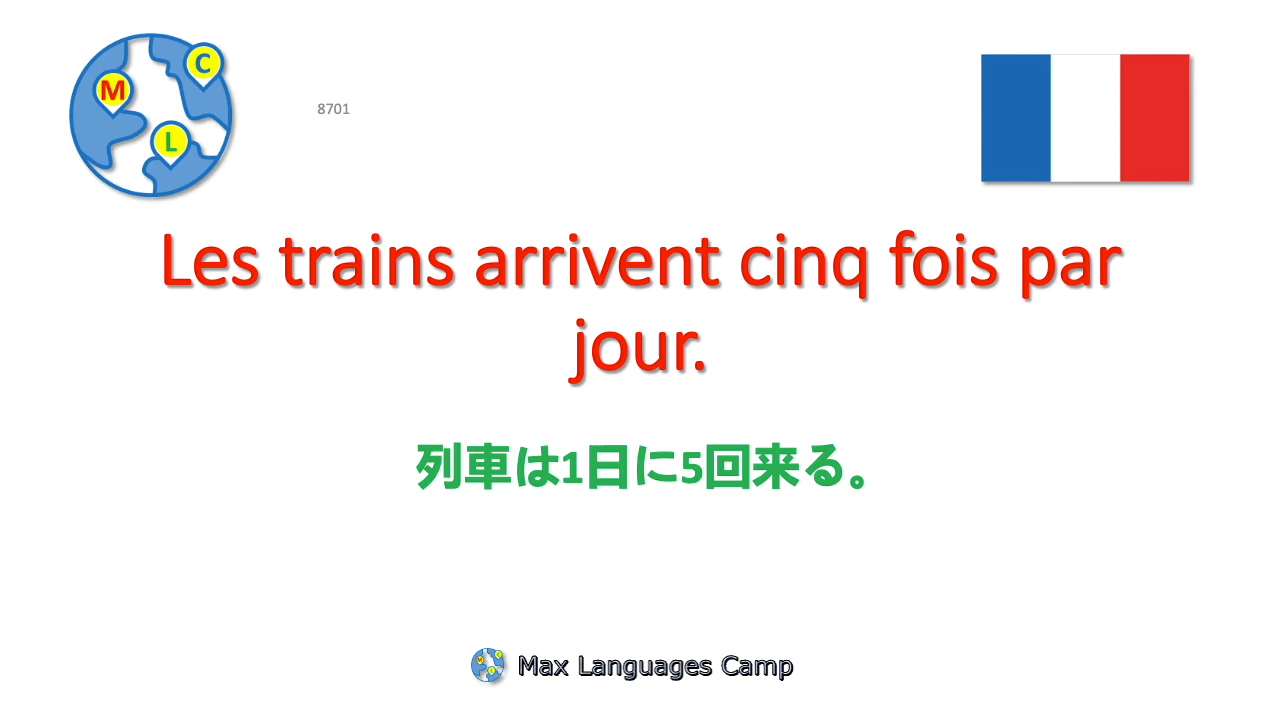 C
M
L
8701
Les trains arrivent cinq fois par
jour.
列車は1日に5回来る。
Max Languages Camp